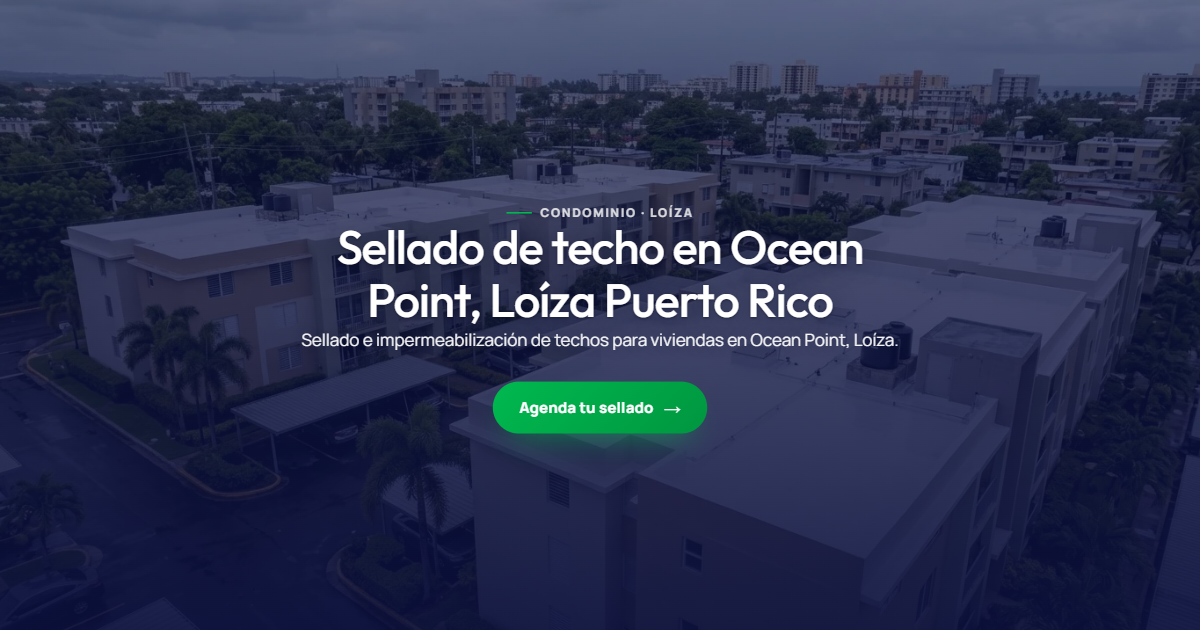 CONDOMINIO · LOÍZA
Sellado de techo en Ocean
Point, Loíza Puerto Rico
Sellado e impermeabilización de techos para viviendas en Ocean Point, Loíza.
Agenda tu sellado →